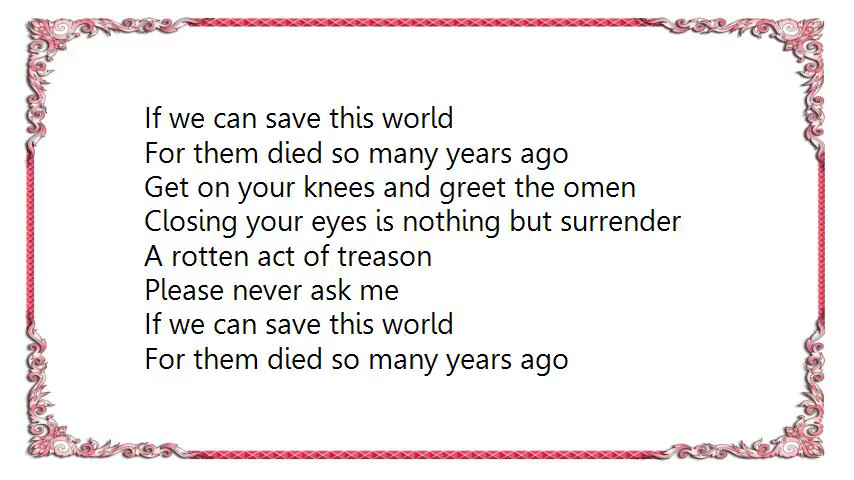 If we can save this world
For them died so many years ago
Get on your knees and greet the omen
Closing your eyes is nothing but surrender
A rotten act of treason
Please never ask me
If we can save this world
For them died so many years ago